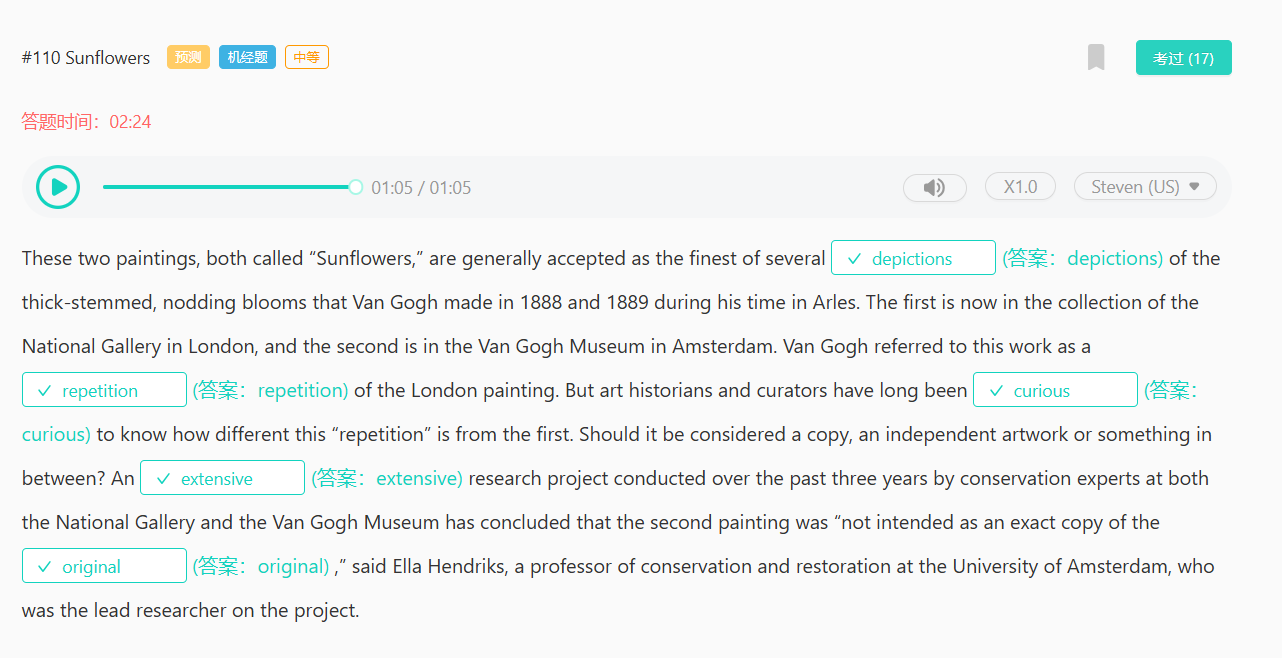 #110 Sunflowers 预测 机经题 中等 考过 (17)
答题时间：02:24
01:05 / 01:05 X1.0 Steven (US)
These two paintings, both called “Sunflowers,” are generally accepted as the finest of several depictions (答案：depictions) of the
thick-stemmed, nodding blooms that Van Gogh made in 1888 and 1889 during his time in Arles. The first is now in the collection of the
National Gallery in London, and the second is in the Van Gogh Museum in Amsterdam. Van Gogh referred to this work as a
repetition (答案：repetition) of the London painting. But art historians and curators have long been curious (答案：
curious) to know how different this “repetition” is from the first. Should it be considered a copy, an independent artwork or something in
between? An extensive (答案：extensive) research project conducted over the past three years by conservation experts at both
the National Gallery and the Van Gogh Museum has concluded that the second painting was “not intended as an exact copy of the
original (答案：original) ,” said Ella Hendriks, a professor of conservation and restoration at the University of Amsterdam, who
was the lead researcher on the project.